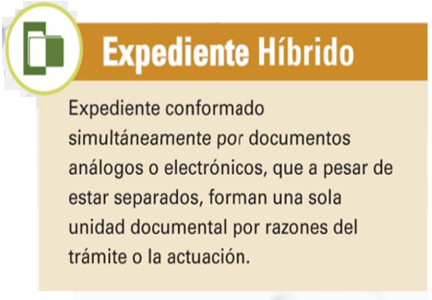 Expediente Híbrido
Expediente conformado
simultáneamente por documentos
análogos o electrónicos, que a pesar de
estar separados, forman una sola
unidad documental por razones del
trámite o la actuación.